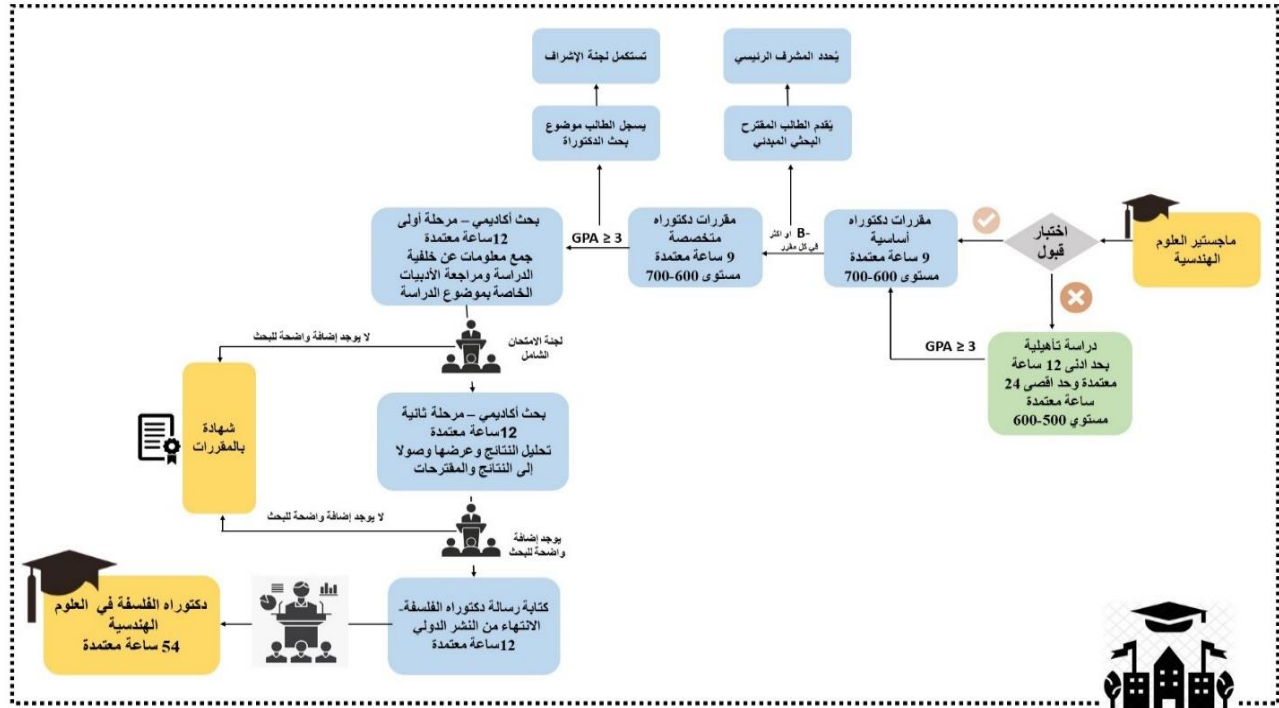 ماجستير العلوم
الهندسية
اختبار
قبول
دراسة تأهيلية
بحد ادنى 12 ساعة
معتمدة وحد اقصى 24
ساعة معتمدة
مستوي 500-600
GPA ≥ 3
مقررات دكتوراه
أساسية
9 ساعة معتمدة
مستوى 600-700
B- او اكثر
في كل مقرر
يُقدم الطالب المقترح
البحثي المبدئي
يُحدد المشرف الرئيسي
مقررات دكتوراه
متخصصة
9 ساعة معتمدة
مستوى 600-700
GPA ≥ 3
يسجل الطالب موضوع
بحث الدكتوراة
تستكمل لجنة الإشراف
بحث أكاديمي – مرحلة أولى
12ساعة معتمدة
جمع معلومات عن خلفية
الدراسة ومراجعة الأدبيات
الخاصة بموضوع الدراسة
لجنة الامتحان
الشامل
لا يوجد إضافة واضحة للبحث
شهادة
بالمقررات
بحث أكاديمي – مرحلة ثانية
12ساعة معتمدة
تحليل النتائج وعرضها وصولا
إلى النتائج والمقترحات
لا يوجد إضافة واضحة للبحث
يوجد إضافة
واضحة للبحث
كتابة رسالة دكتوراه الفلسفة-
الانتهاء من النشر الدولي
12ساعة معتمدة
دكتوراه الفلسفة في العلوم
الهندسية
54 ساعة معتمدة